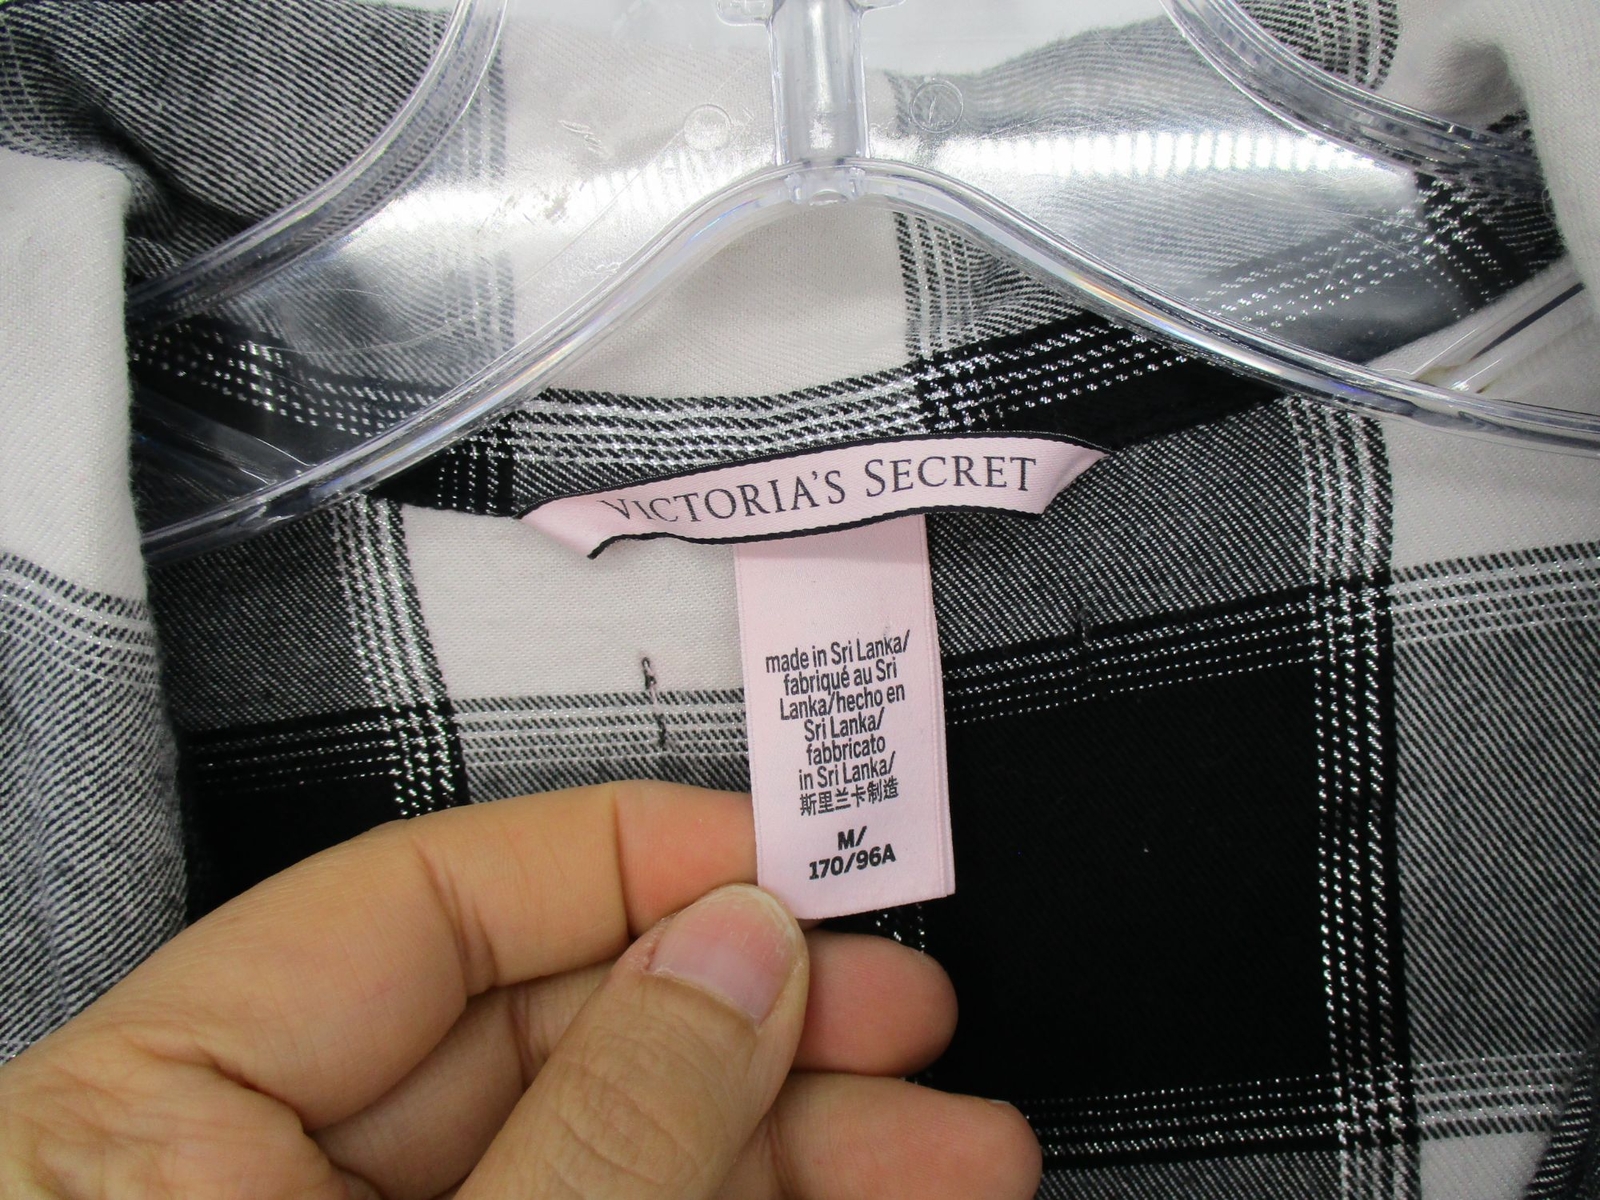 VICTORIA'S SECRET
made in Sri Lanka/
fabriqué au Sri
Lanka/hecho en
Sri Lanka/
fabbricato
in Sri Lanka/
斯里兰卡制造
M/
170/96A